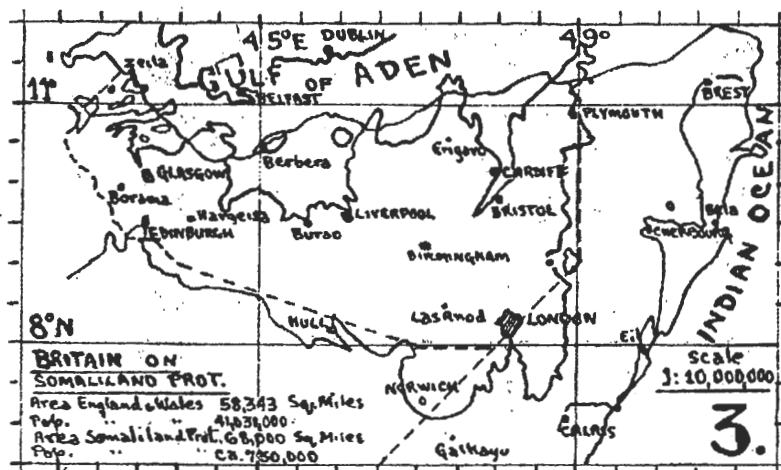 45°E
DUBLIN
49°
Zeila
GULF OF ADEN
11°
BELFAST
BREST
PLYMOUTH
Berbera
Erigavo
GLASGOW
CARDIFF
Borama
Hargeisa
BRISTOL
LIVERPOOL
EDINBURGH
Burao
Bela
CHERBOURG
BIRMINGHAM
INDIAN OCEAN
8°N
HULL
LasAnod
LONDON
Ei
BRITAIN ON
SOMALILAND PROT.
scale
1:10,000,000
Area England & Wales 58,343 Sq. Miles
NORWICH
Pop. " " 41,031,000
Area Somaliland Prot. 68,000 Sq. Miles
CALAIS
3.
Pop. " " ca. 750,000
Galkayu